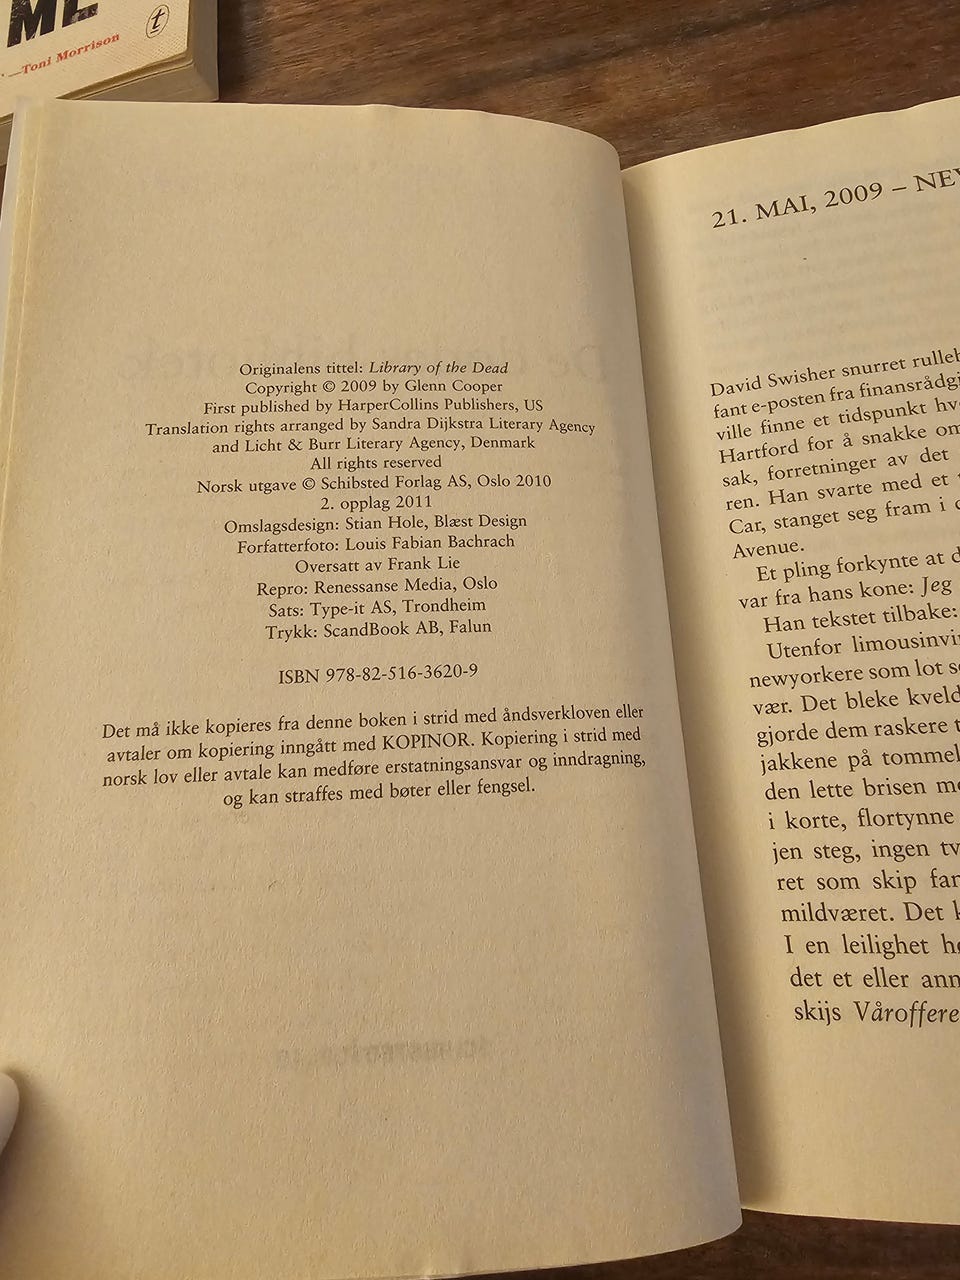 ME
—Toni Morrison
Originalens tittel: Library of the Dead
Copyright © 2009 by Glenn Cooper
First published by HarperCollins Publishers, US
Translation rights arranged by Sandra Dijkstra Literary Agency
and Licht & Burr Literary Agency, Denmark
All rights reserved
Norsk utgave © Schibsted Forlag AS, Oslo 2010
2. opplag 2011
Omslagsdesign: Stian Hole, Blæst Design
Forfatterfoto: Louis Fabian Bachrach
Oversatt av Frank Lie
Repro: Renessanse Media, Oslo
Sats: Type-it AS, Trondheim
Trykk: ScandBook AB, Falun
ISBN 978-82-516-3620-9
Det må ikke kopieres fra denne boken i strid med åndsverkloven eller
avtaler om kopiering inngått med KOPINOR. Kopiering i strid med
norsk lov eller avtale kan medføre erstatningsansvar og inndragning,
og kan straffes med bøter eller fengsel.
21. MAI, 2009 –
David Swisher snurret
fant e-posten fra
ville finne et tidspunkt
Hartford for å snakke om
sak, forretninger av det
ren. Han svarte med et
Car, stanget seg fram i
Avenue.
Et pling forkynte at
var fra hans kone: Jeg
Han tekstet tilbake:
Utenfor
newyorkere som lot
vær. Det bleke
gjorde dem raskere
jakkene på
den lette brisen
i korte, flortynne
jen steg, ingen
ret som skip
mildværet. Det
I en leilighet
det et eller
skijs